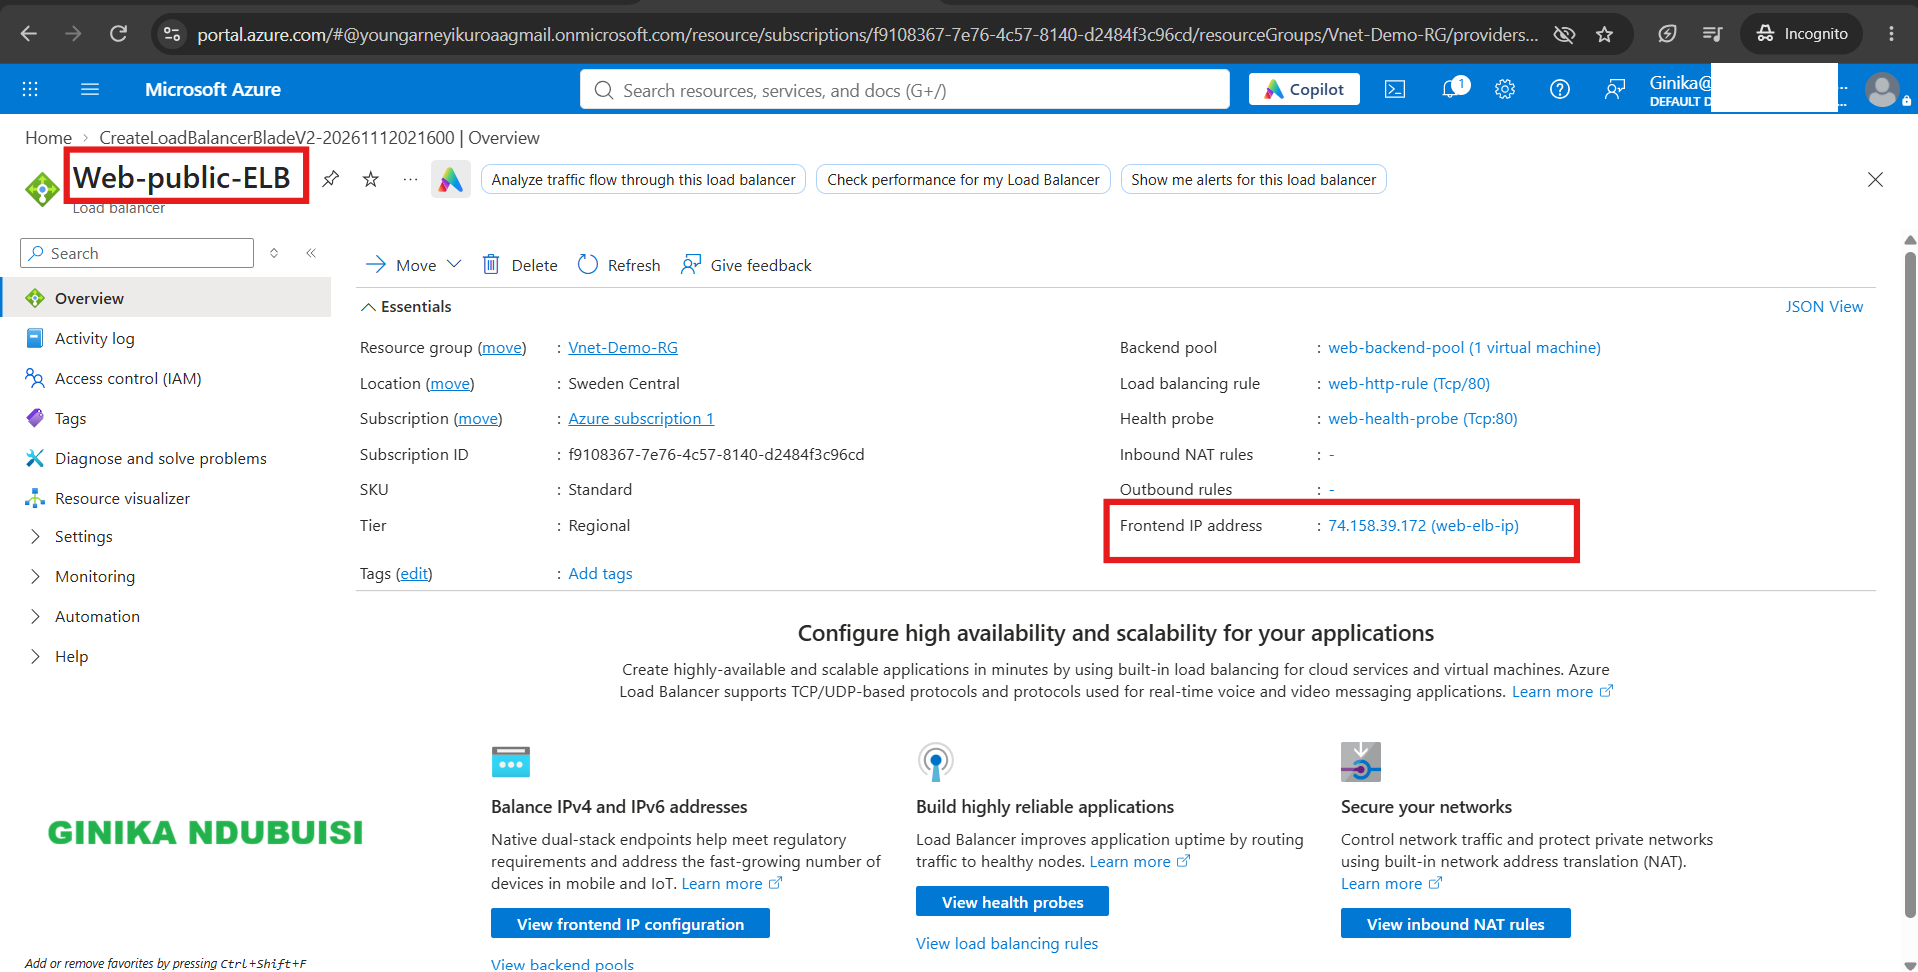 portal.azure.com/#@youngarneyikuroaagmail.onmicrosoft.com/resource/subscriptions/f9108367-7e76-4c57-8140-d2484f3c96cd/resourceGroups/Vnet-Demo-RG/providers...
Incognito
Microsoft Azure
Search resources, services, and docs (G+/)
Copilot
1
Ginika@
DEFAULT D
Home > CreateLoadBalancerBladeV2-20261112021600 | Overview
Web-public-ELB
Load balancer
Analyze traffic flow through this load balancer
Check performance for my Load Balancer
Show me alerts for this load balancer
Search
Move
Delete
Refresh
Give feedback
Overview
Activity log
Access control (IAM)
Tags
Diagnose and solve problems
Resource visualizer
Settings
Monitoring
Automation
Help
Essentials
JSON View
Resource group (move) : Vnet-Demo-RG
Location (move) : Sweden Central
Subscription (move) : Azure subscription 1
Subscription ID : f9108367-7e76-4c57-8140-d2484f3c96cd
SKU : Standard
Tier : Regional
Tags (edit) : Add tags
Backend pool : web-backend-pool (1 virtual machine)
Load balancing rule : web-http-rule (Tcp/80)
Health probe : web-health-probe (Tcp:80)
Inbound NAT rules : -
Outbound rules : -
Frontend IP address : 74.158.39.172 (web-elb-ip)
Configure high availability and scalability for your applications
Create highly-available and scalable applications in minutes by using built-in load balancing for cloud services and virtual machines. Azure
Load Balancer supports TCP/UDP-based protocols and protocols used for real-time voice and video messaging applications. Learn more
Balance IPv4 and IPv6 addresses
Native dual-stack endpoints help meet regulatory
requirements and address the fast-growing number of
devices in mobile and IoT. Learn more
View frontend IP configuration
View backend pools
Build highly reliable applications
Load Balancer improves application uptime by routing
traffic to healthy nodes. Learn more
View health probes
View load balancing rules
Secure your networks
Control network traffic and protect private networks
using built-in network address translation (NAT).
Learn more
View inbound NAT rules
GINIKA NDUBUISI
Add or remove favorites by pressing Ctrl+Shift+F